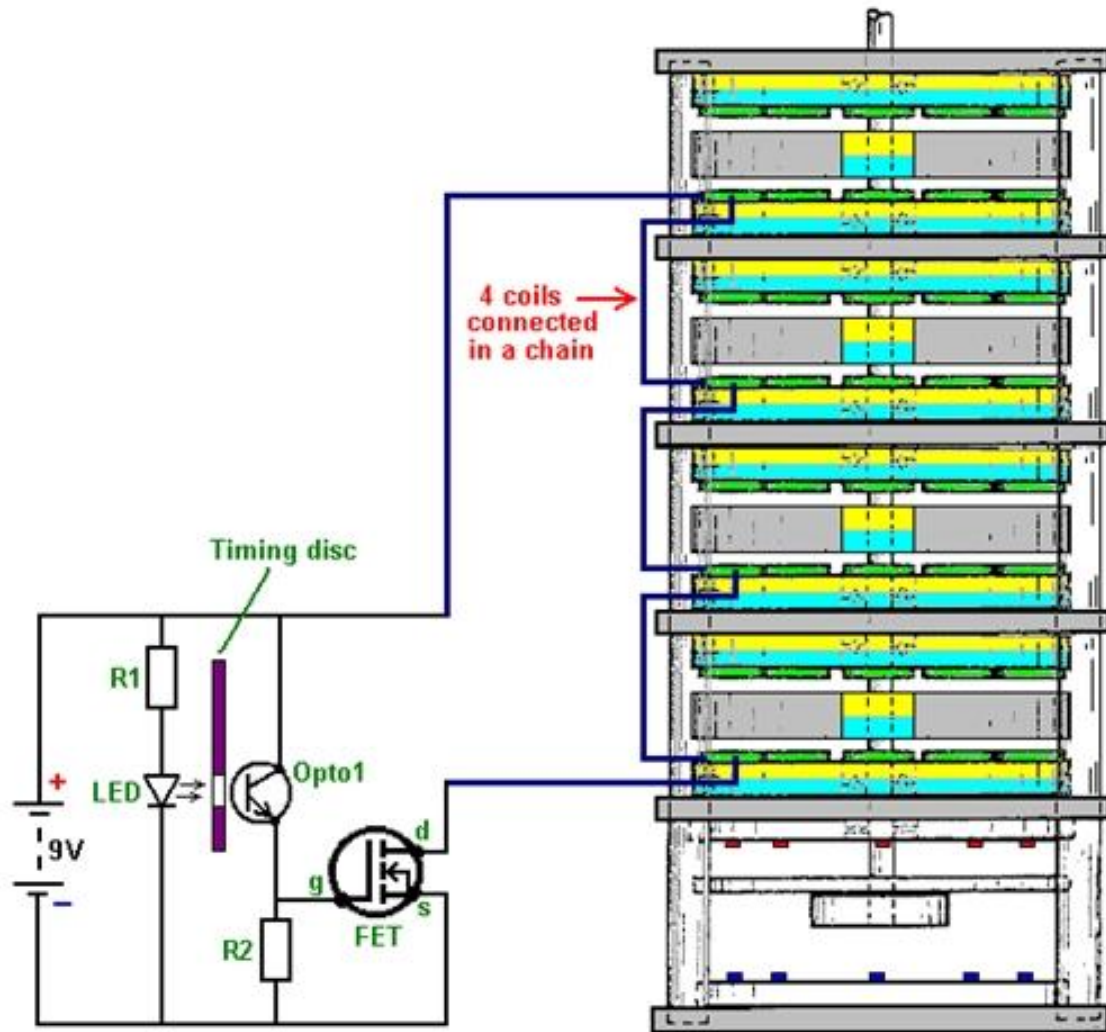 4 coils
connected
in a chain
Timing disc
R1
LED
Opto1
+
9V
–
d
g
s
FET
R2